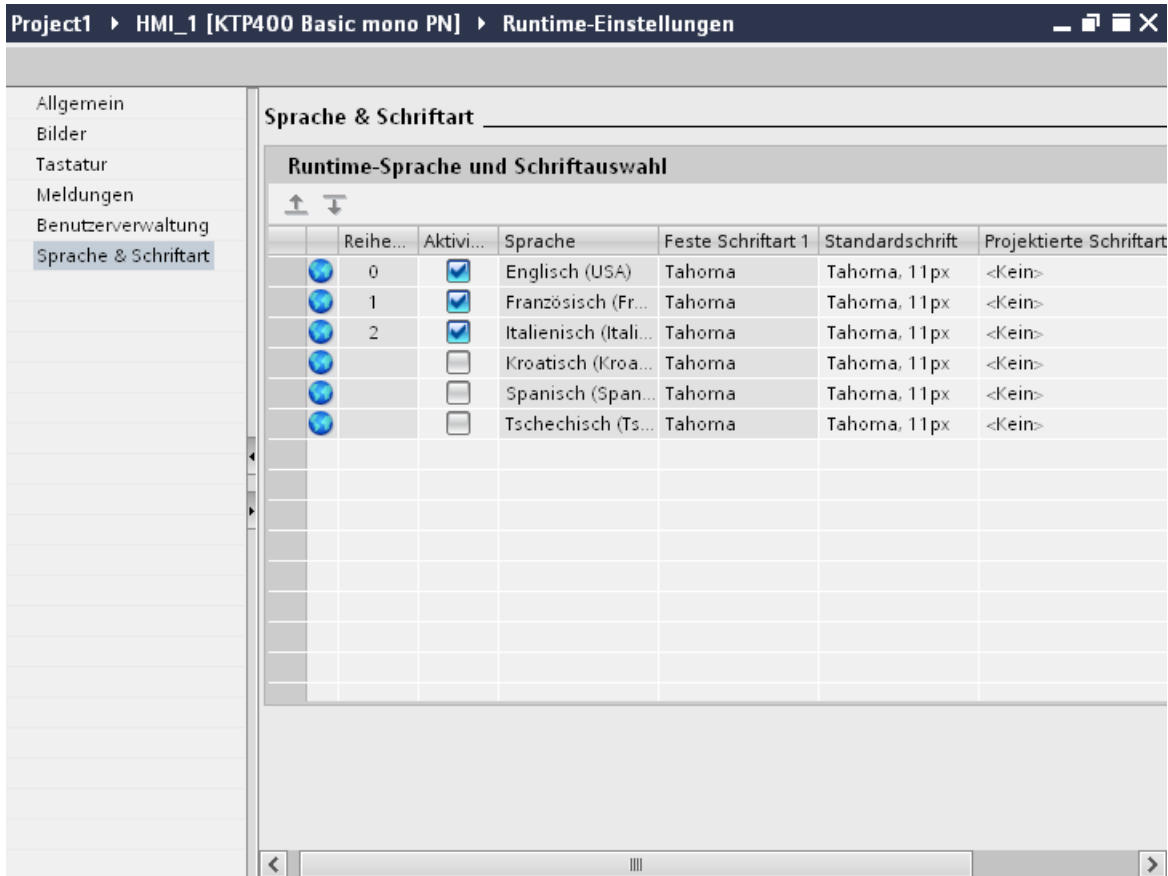 Project1 ▸ HMI_1 [KTP400 Basic mono PN] ▸ Runtime-Einstellungen
Allgemein
Bilder
Tastatur
Meldungen
Benutzerverwaltung
Sprache & Schriftart
Sprache & Schriftart
Runtime-Sprache und Schriftauswahl
Reihe... Aktivi... Sprache Feste Schriftart 1 Standardschrift Projektierte Schriftart
0 Englisch (USA) Tahoma Tahoma, 11px <Kein>
1 Französisch (Fr... Tahoma Tahoma, 11px <Kein>
2 Italienisch (Itali... Tahoma Tahoma, 11px <Kein>
Kroatisch (Kroa... Tahoma Tahoma, 11px <Kein>
Spanisch (Span... Tahoma Tahoma, 11px <Kein>
Tschechisch (Ts... Tahoma Tahoma, 11px <Kein>